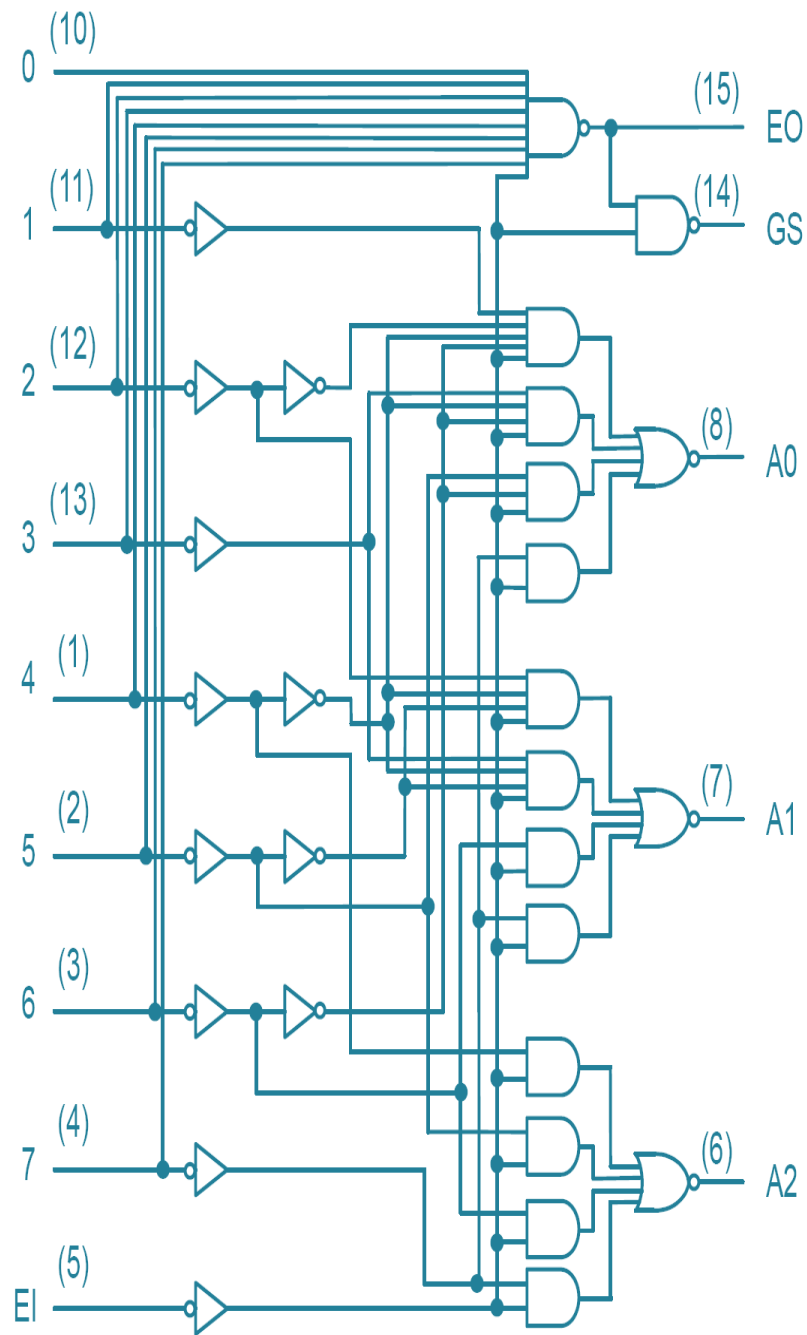 0 (10)
(15) EO
1 (11)
(14) GS
2 (12)
(8) A0
3 (13)
4 (1)
(7) A1
5 (2)
6 (3)
7 (4)
(6) A2
EI (5)